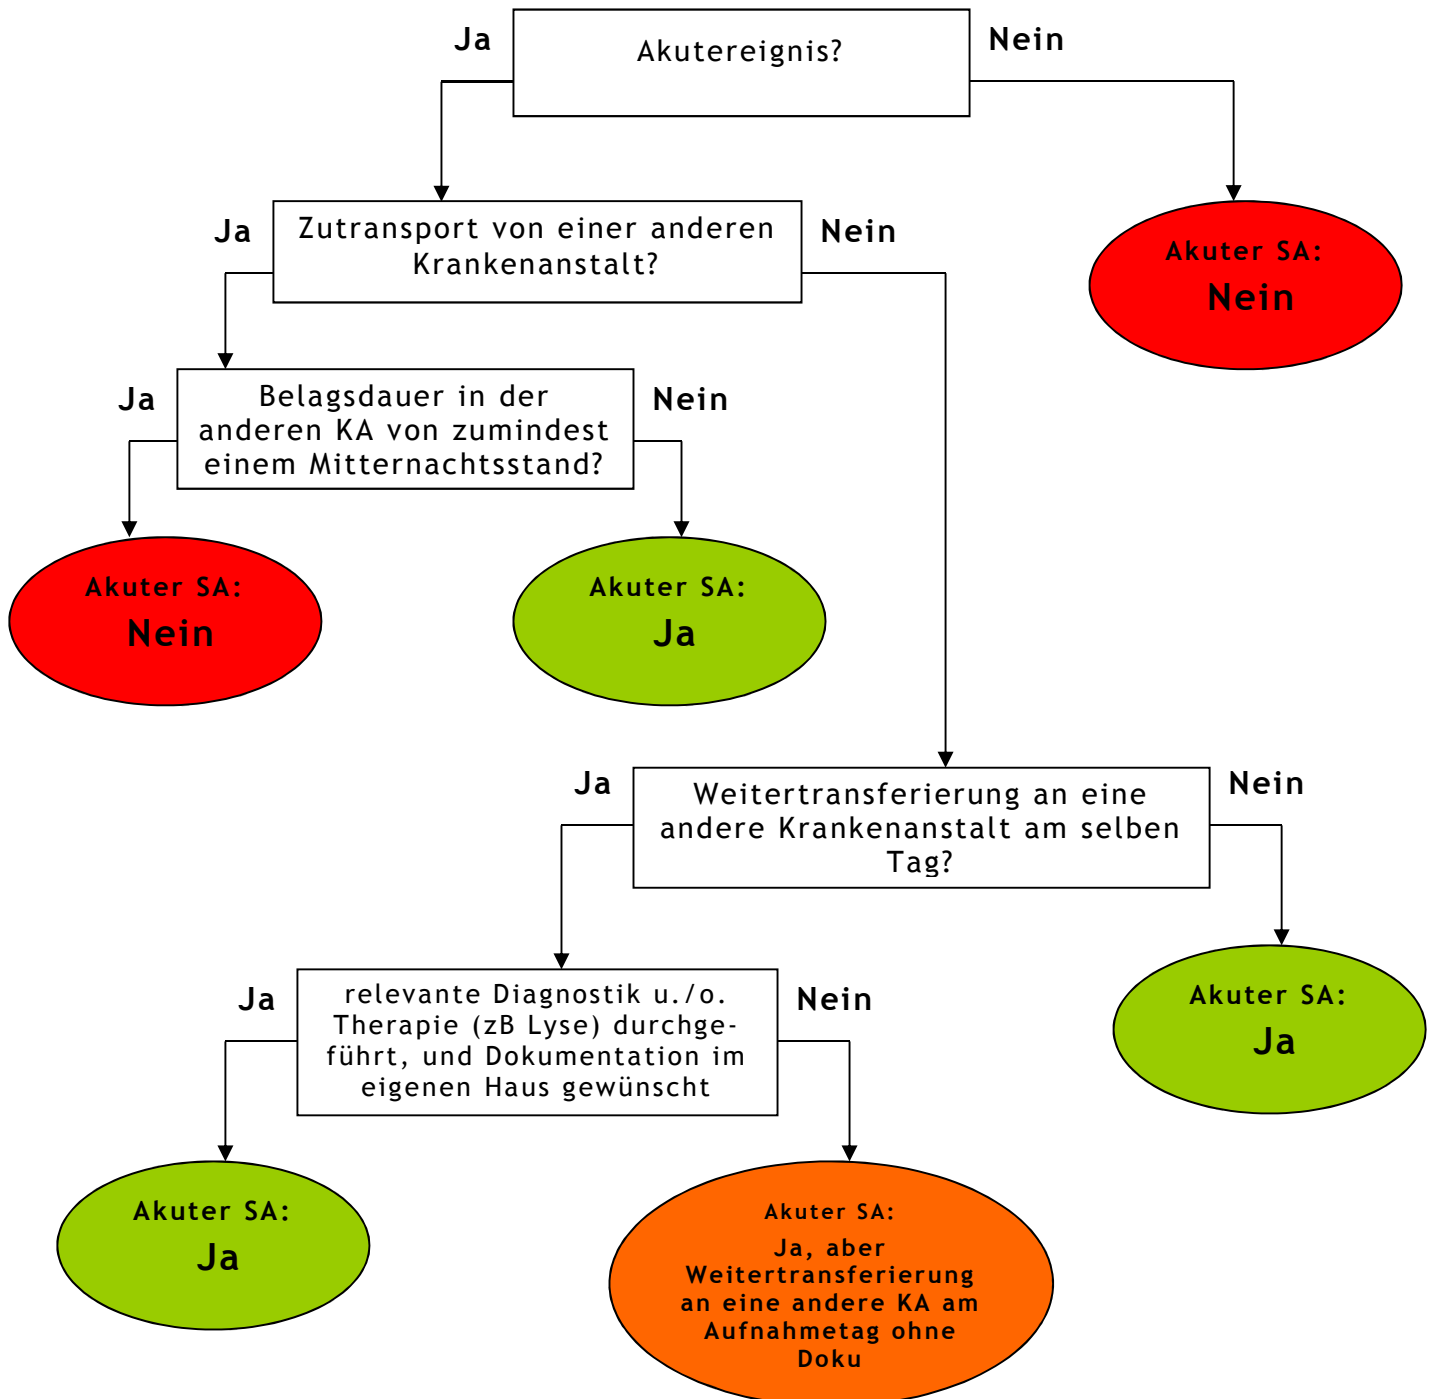 Ja
Akutereignis?
Nein
Ja
Zutransport von einer anderen
Krankenanstalt?
Nein
Akuter SA:
Nein
Ja
Belagsdauer in der
anderen KA von zumindest
einem Mitternachtsstand?
Nein
Akuter SA:
Nein
Akuter SA:
Ja
Ja
Weitertransferierung an eine
andere Krankenanstalt am selben
Tag?
Nein
Ja
relevante Diagnostik u./o.
Therapie (zB Lyse) durchge-
führt, und Dokumentation im
eigenen Haus gewünscht
Nein
Akuter SA:
Ja
Akuter SA:
Ja
Akuter SA:
Ja, aber
Weitertransferierung
an eine andere KA am
Aufnahmetag ohne
Doku